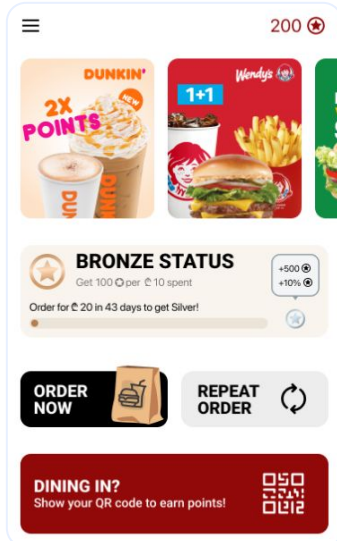 200
DUNKIN'
2X
POINTS
NEW
DUN
DUN
Wendy's
1+1
BRONZE STATUS
Get 100 per ₾ 10 spent
+500
+10%
Order for ₾ 20 in 43 days to get Silver!
ORDER
NOW
REPEAT
ORDER
DINING IN?
Show your QR code to earn points!